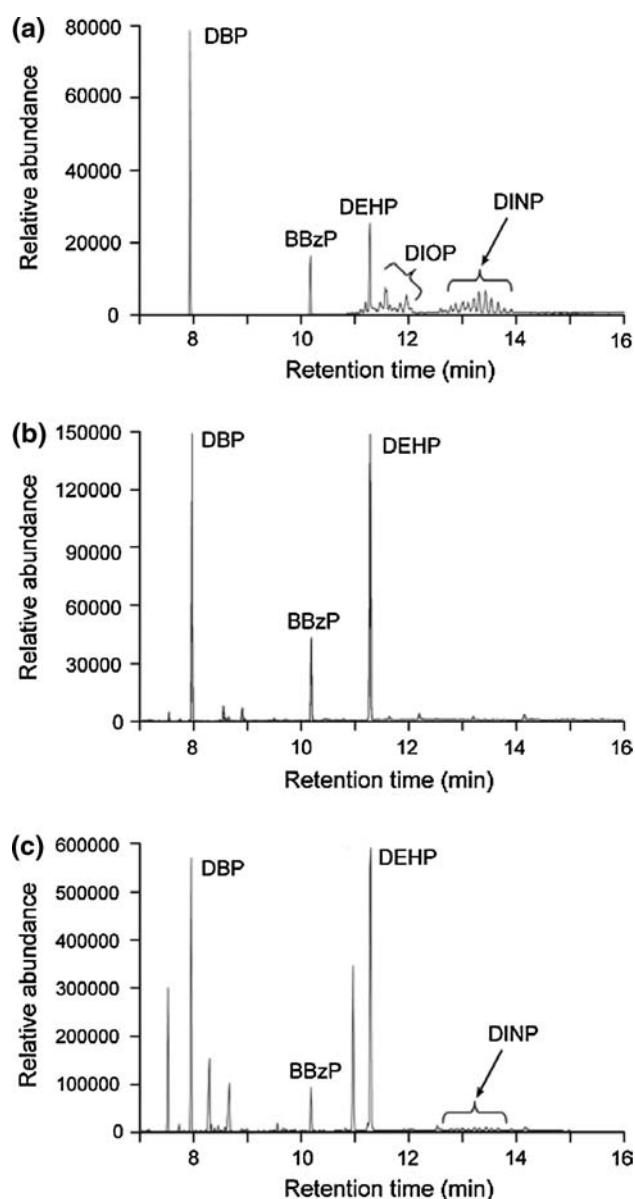 (a)
Relative abundance
80000
60000
40000
20000
0
DBP
BBzP
DEHP
DIOP
DINP
8 10 12 14 16
Retention time (min)
(b)
Relative abundance
150000
120000
90000
60000
30000
0
DBP
BBzP
DEHP
8 10 12 14 16
Retention time (min)
(c)
Relative abundance
600000
500000
400000
300000
200000
100000
0
DBP
BBzP
DEHP
DINP
8 10 12 14 16
Retention time (min)